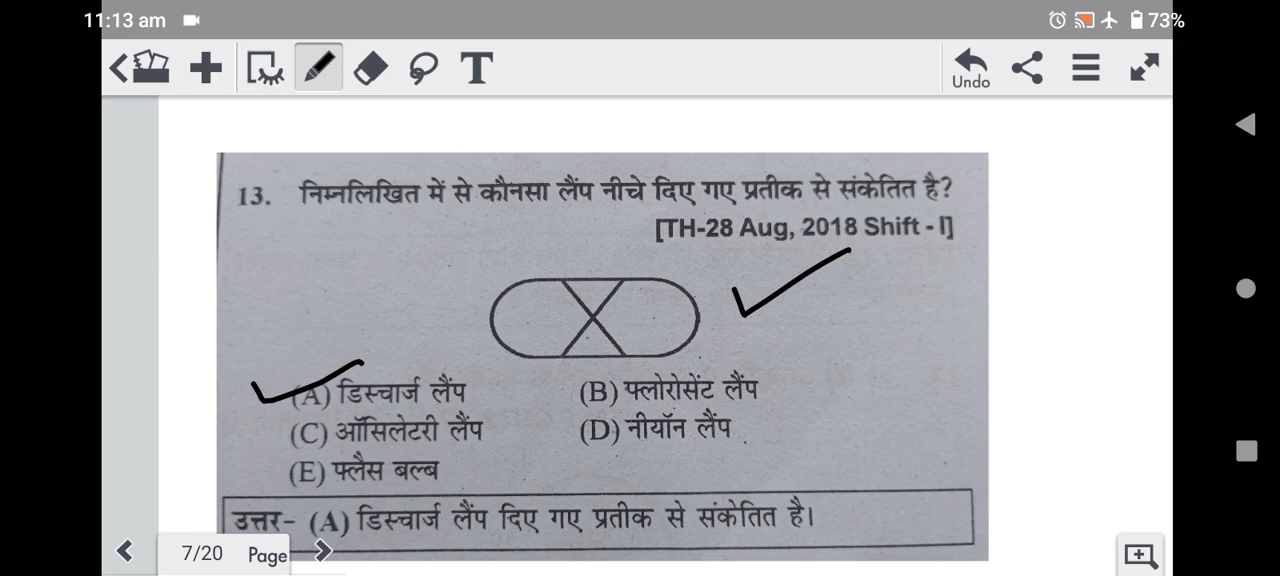 11:13 am
73%
T
Undo
13. निम्नलिखित में से कौनसा लैंप नीचे दिए गए प्रतीक से संकेतित है?
[TH-28 Aug, 2018 Shift - I]
(A) डिस्चार्ज लैंप (B) फ्लोरोसेंट लैंप
(C) ऑसिलेटरी लैंप (D) नीयॉन लैंप
(E) फ्लैस बल्ब
उत्तर- (A) डिस्चार्ज लैंप दिए गए प्रतीक से संकेतित है।
7/20 Page